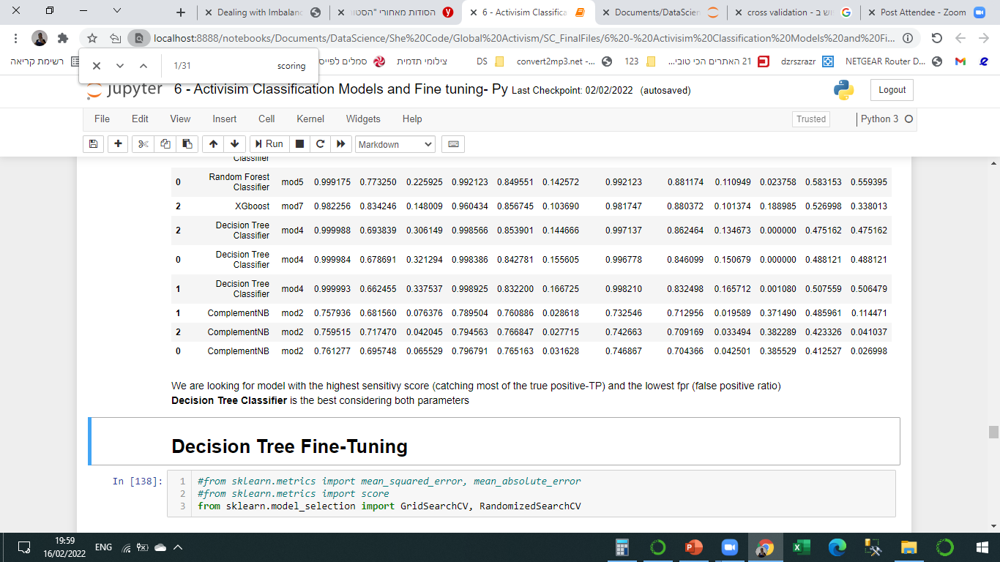 Dealing with Imbalanc
הסודות מאחורי "הסטור
6 - Activisim Classifica
Documents/DataScien
cross validation - חיפוש ב
Post Attendee - Zoom
localhost:8888/notebooks/Documents/DataScience/She%20Code/Global%20Activism/SC_FinalFiles/6%20-%20Activisim%20Classification%20Models%20and%20Fi...
רשימת קריאה
סמלים לפייס
צילומי תדמית
DS
convert2mp3.net -...
123
21 האתרים הכי טובי...
dzrszrazr
NETGEAR Router D...
1/31 scoring
jupyter 6 - Activisim Classification Models and Fine tuning- Py Last Checkpoint: 02/02/2022 (autosaved)
Logout
File Edit View Insert Cell Kernel Widgets Help
Trusted
Python 3
Run
Markdown
Classifier
0 Random Forest Classifier mod5 0.999175 0.773250 0.225925 0.992123 0.849551 0.142572 0.992123 0.881174 0.110949 0.023758 0.583153 0.559395
2 XGboost mod7 0.982256 0.834246 0.148009 0.960434 0.856745 0.103690 0.981747 0.880372 0.101374 0.188985 0.526998 0.338013
2 Decision Tree Classifier mod4 0.999988 0.693839 0.306149 0.998566 0.853901 0.144666 0.997137 0.862464 0.134673 0.000000 0.475162 0.475162
0 Decision Tree Classifier mod4 0.999984 0.678691 0.321294 0.998386 0.842781 0.155605 0.996778 0.846099 0.150679 0.000000 0.488121 0.488121
1 Decision Tree Classifier mod4 0.999993 0.662455 0.337537 0.998925 0.832200 0.166725 0.998210 0.832498 0.165712 0.001080 0.507559 0.506479
1 ComplementNB mod2 0.757936 0.681560 0.076376 0.789504 0.760886 0.028618 0.732546 0.712956 0.019589 0.371490 0.485961 0.114471
2 ComplementNB mod2 0.759515 0.717470 0.042045 0.794563 0.766847 0.027715 0.742663 0.709169 0.033494 0.382289 0.423326 0.041037
0 ComplementNB mod2 0.761277 0.695748 0.065529 0.796791 0.765163 0.031628 0.746867 0.704366 0.042501 0.385529 0.412527 0.026998
We are looking for model with the highest sensitivy score (catching most of the true positive-TP) and the lowest fpr (false positive ratio)
Decision Tree Classifier is the best considering both parameters
Decision Tree Fine-Tuning
In [138]:
1 #from sklearn.metrics import mean_squared_error, mean_absolute_error
2 #from sklearn.metrics import score
3 from sklearn.model_selection import GridSearchCV, RandomizedSearchCV
19:59
16/02/2022
ENG